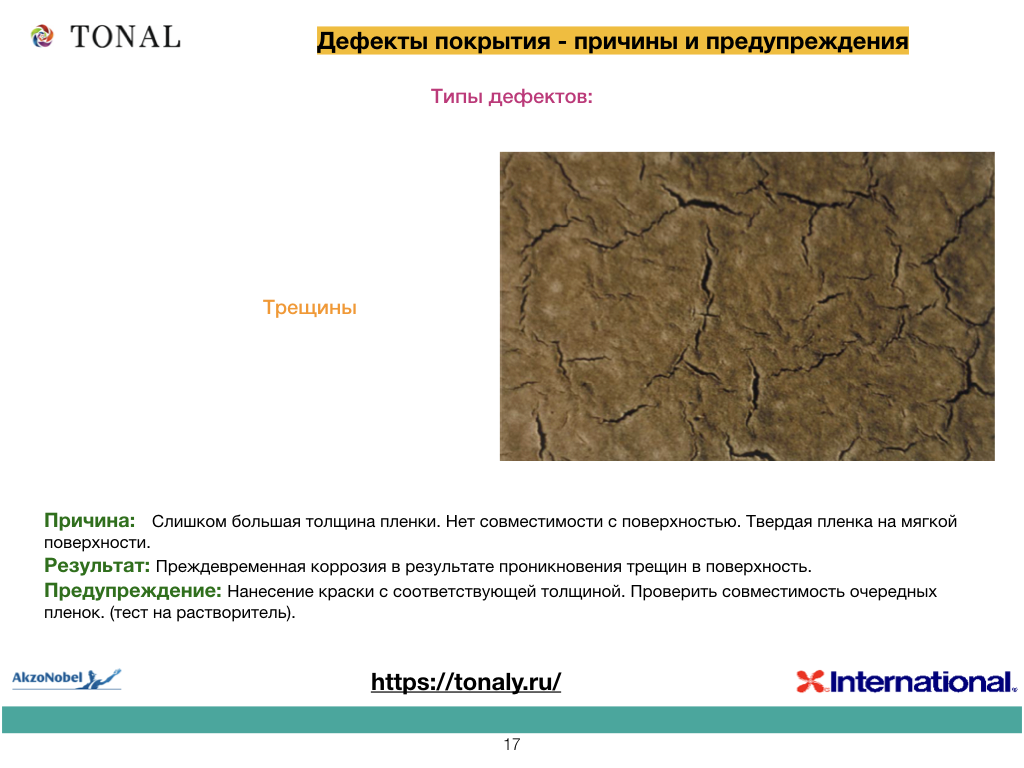 TONAL
Дефекты покрытия - причины и предупреждения
Типы дефектов:
Трещины
Причина: Слишком большая толщина пленки. Нет совместимости с поверхностью. Твердая пленка на мягкой
поверхности.
Результат: Преждевременная коррозия в результате проникновения трещин в поверхность.
Предупреждение: Нанесение краски с соответствующей толщиной. Проверить совместимость очередных
пленок. (тест на растворитель).
AkzoNobel
https://tonaly.ru/
International.
17